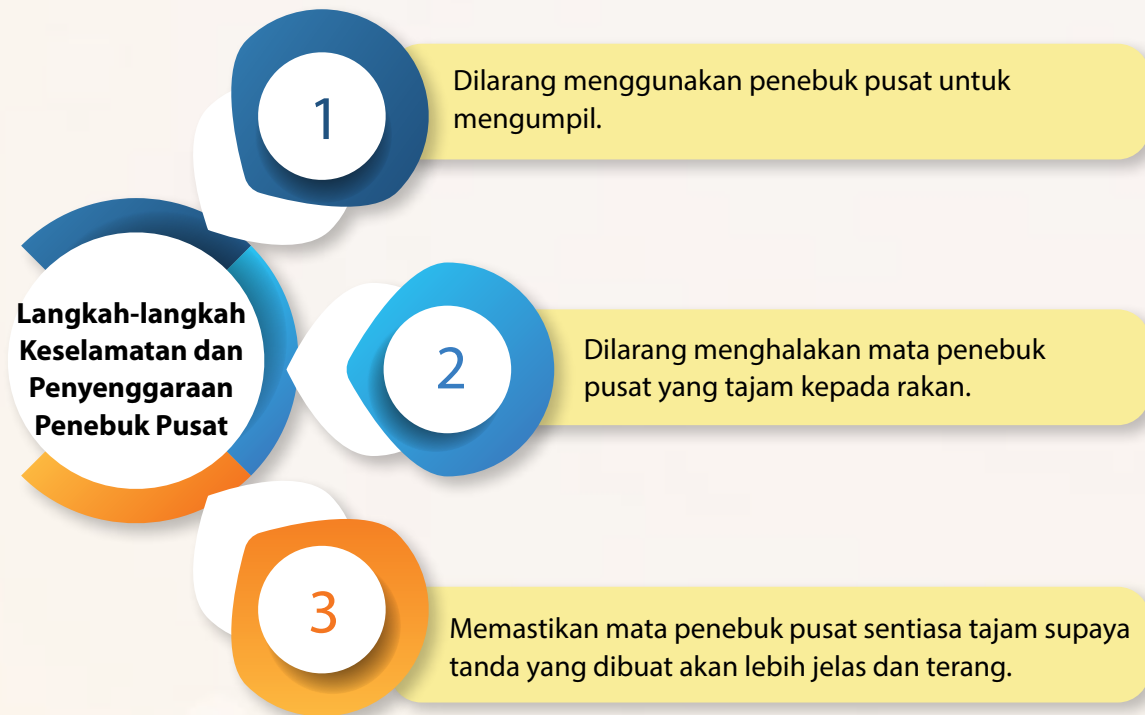 Langkah-langkah
Keselamatan dan
Penyenggaraan
Penebuk Pusat
1
Dilarang menggunakan penebuk pusat untuk
mengumpil.
2
Dilarang menghalakan mata penebuk
pusat yang tajam kepada rakan.
3
Memastikan mata penebuk pusat sentiasa tajam supaya
tanda yang dibuat akan lebih jelas dan terang.